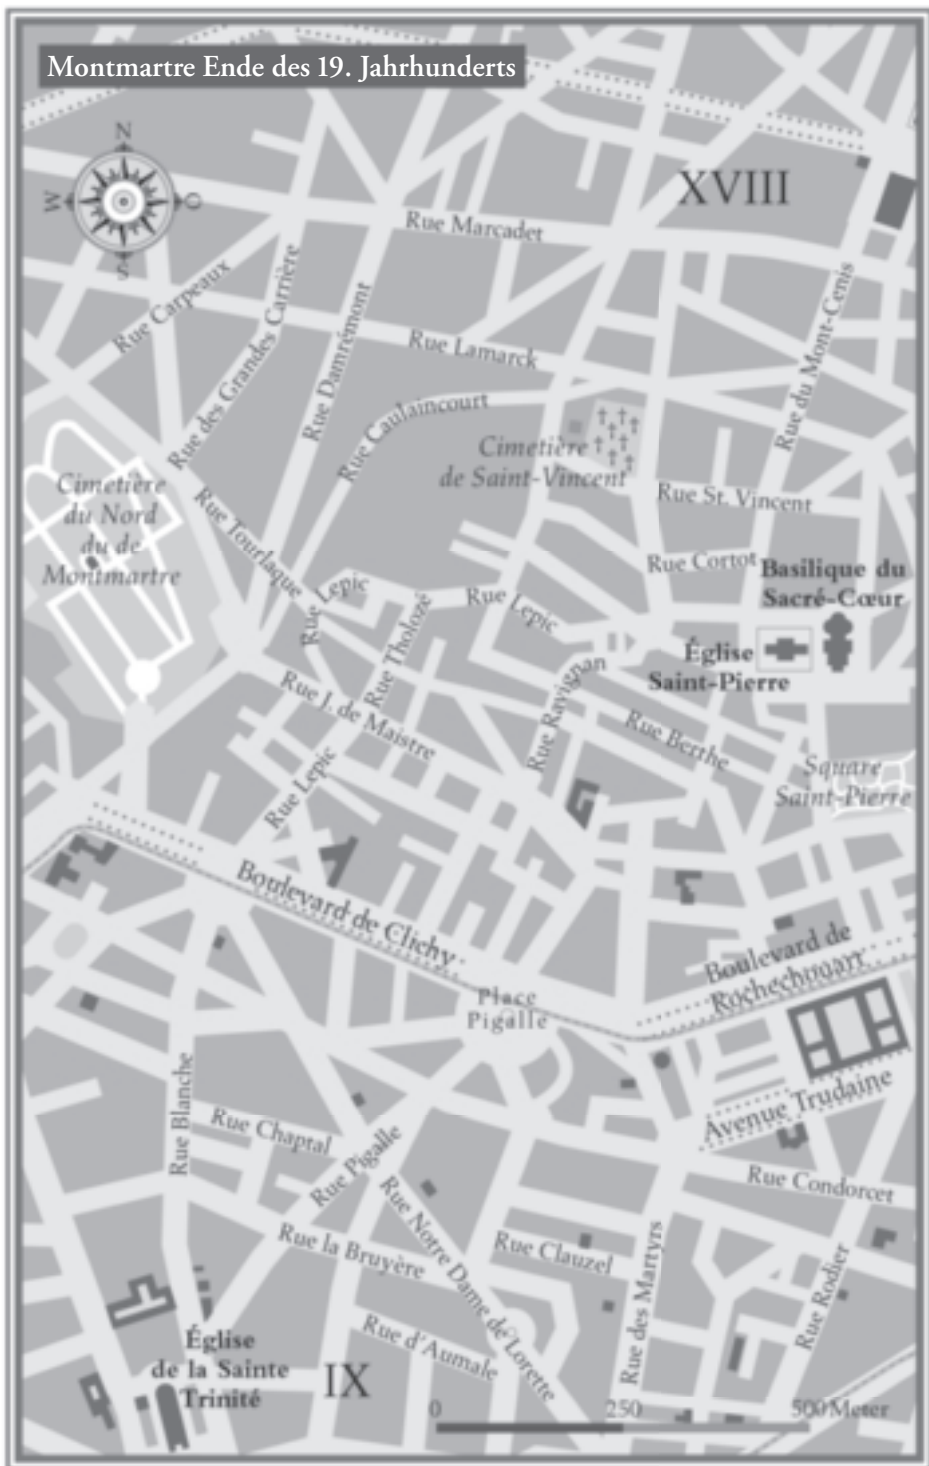 Montmartre Ende des 19. Jahrhunderts
N
W
O
S
XVIII
Rue Marcadet
Rue Carpeaux
Rue des Grandes Carrière
Rue Damrémont
Rue Lamarck
Rue du Mont-Cenis
Rue Caulaincourt
Cimetière
de Saint-Vincent
Cimetière
du Nord
du de
Montmartre
Rue St. Vincent
Rue Tourlaque
Rue Cortot
Basilique du
Sacré-Cœur
Rue Lepic
Rue Tholozé
Rue Lepic
Église
Saint-Pierre
Rue Ravignan
Rue J. de Maistre
Rue Berthe
Rue Lepic
Square
Saint-Pierre
Boulevard de Clichy
Boulevard de
Rochechouart
Place
Pigalle
Rue Blanche
Avenue Trudaine
Rue Chaptal
Rue Pigalle
Rue Condorcet
Rue Notre Dame de Lorette
Rue la Bruyère
Rue Clauzel
Rue des Martyrs
Rue Rodier
Rue d'Aumale
Église
de la Sainte
Trinité
IX
0 250 500 Meter